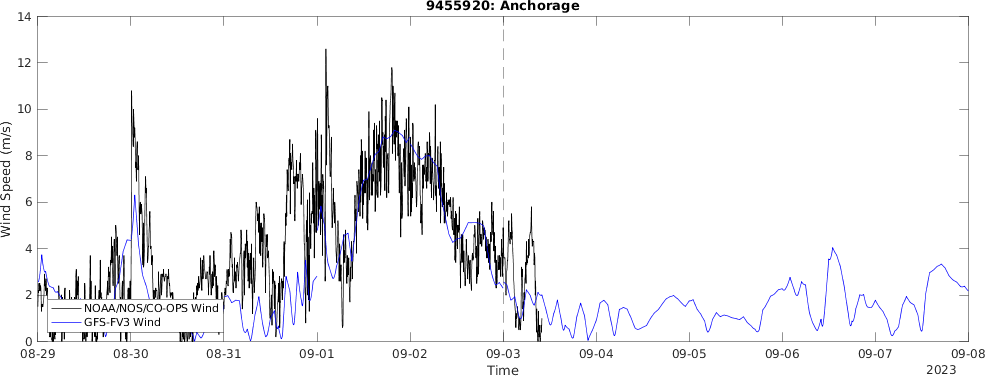 9455920: Anchorage
14
12
10
8
6
4
2
0
Wind Speed (m/s)
NOAA/NOS/CO-OPS Wind
GFS-FV3 Wind
08-29 08-30 08-31 09-01 09-02 09-03 09-04 09-05 09-06 09-07 09-08
Time
2023